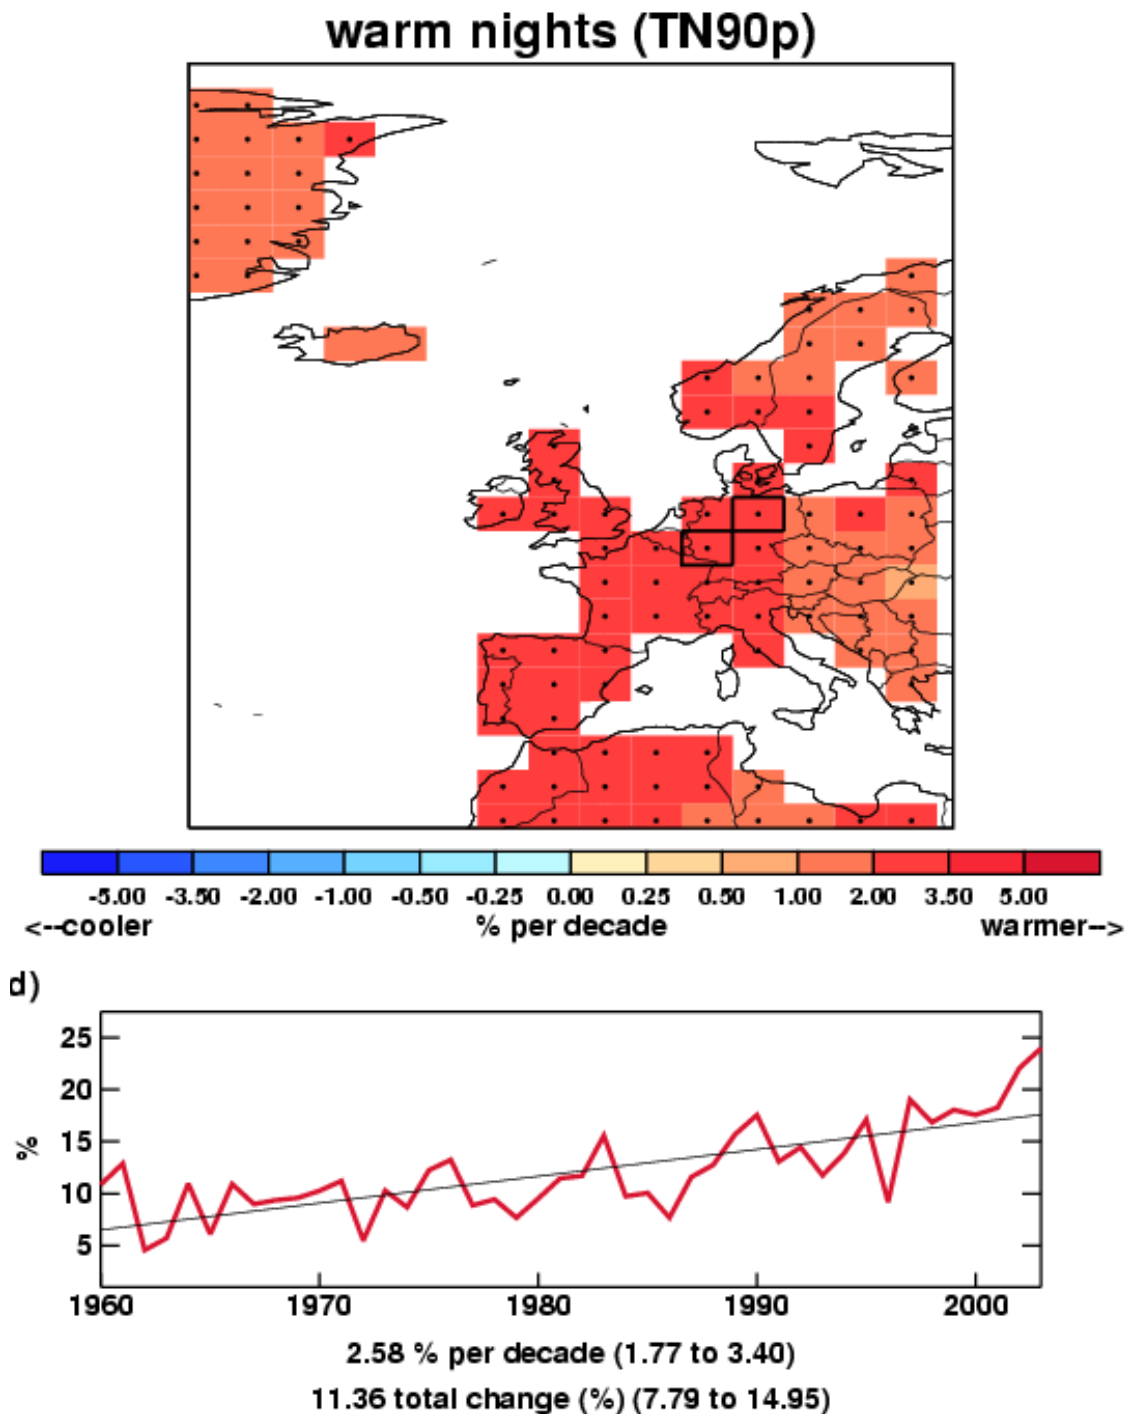 warm nights (TN90p)
-5.00 -3.50 -2.00 -1.00 -0.50 -0.25 0.00 0.25 0.50 1.00 2.00 3.50 5.00
<--cooler % per decade warmer-->
d)
25
20
15
10
5
%
1960 1970 1980 1990 2000
2.58 % per decade (1.77 to 3.40)
11.36 total change (%) (7.79 to 14.95)